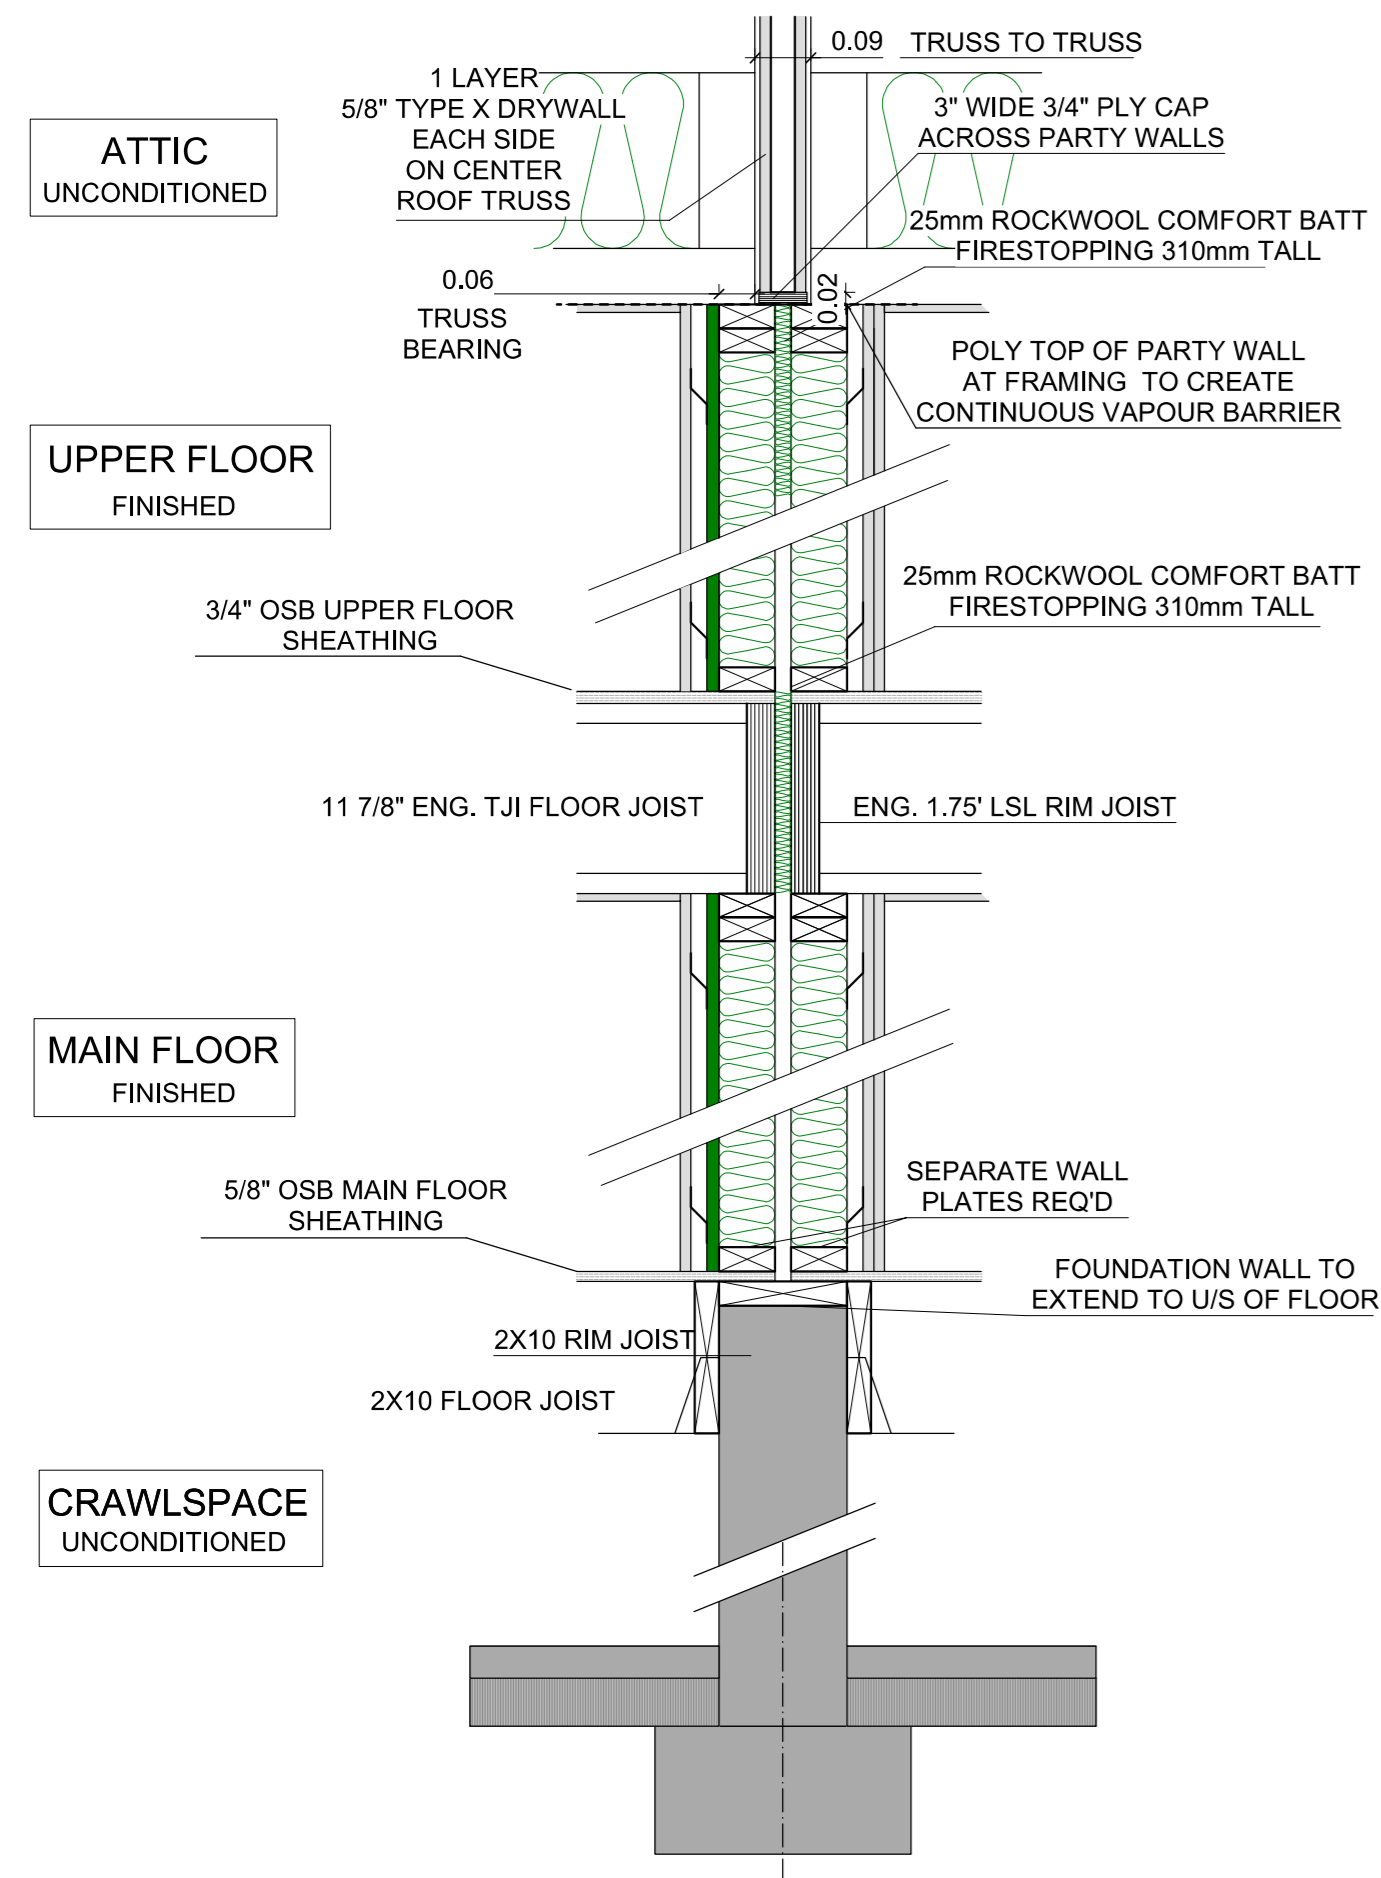 0.09 TRUSS TO TRUSS
1 LAYER
5/8" TYPE X DRYWALL
EACH SIDE
ON CENTER
ROOF TRUSS
3" WIDE 3/4" PLY CAP
ACROSS PARTY WALLS
ATTIC
UNCONDITIONED
25mm ROCKWOOL COMFORT BATT
FIRESTOPPING 310mm TALL
0.06
0.02
TRUSS
BEARING
POLY TOP OF PARTY WALL
AT FRAMING TO CREATE
CONTINUOUS VAPOUR BARRIER
UPPER FLOOR
FINISHED
25mm ROCKWOOL COMFORT BATT
FIRESTOPPING 310mm TALL
3/4" OSB UPPER FLOOR
SHEATHING
11 7/8" ENG. TJI FLOOR JOIST
ENG. 1.75' LSL RIM JOIST
MAIN FLOOR
FINISHED
SEPARATE WALL
PLATES REQ'D
5/8" OSB MAIN FLOOR
SHEATHING
FOUNDATION WALL TO
EXTEND TO U/S OF FLOOR
2X10 RIM JOIST
2X10 FLOOR JOIST
CRAWLSPACE
UNCONDITIONED